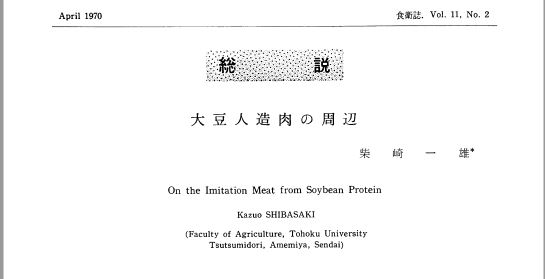 April 1970 食衛誌. Vol. 11, No. 2
総説
大豆人造肉の周辺
柴崎一雄*
On the Imitation Meat from Soybean Protein
Kazuo SHIBASAKI
(Faculty of Agriculture, Tohoku University
Tsutsumidori, Amemiya, Sendai)